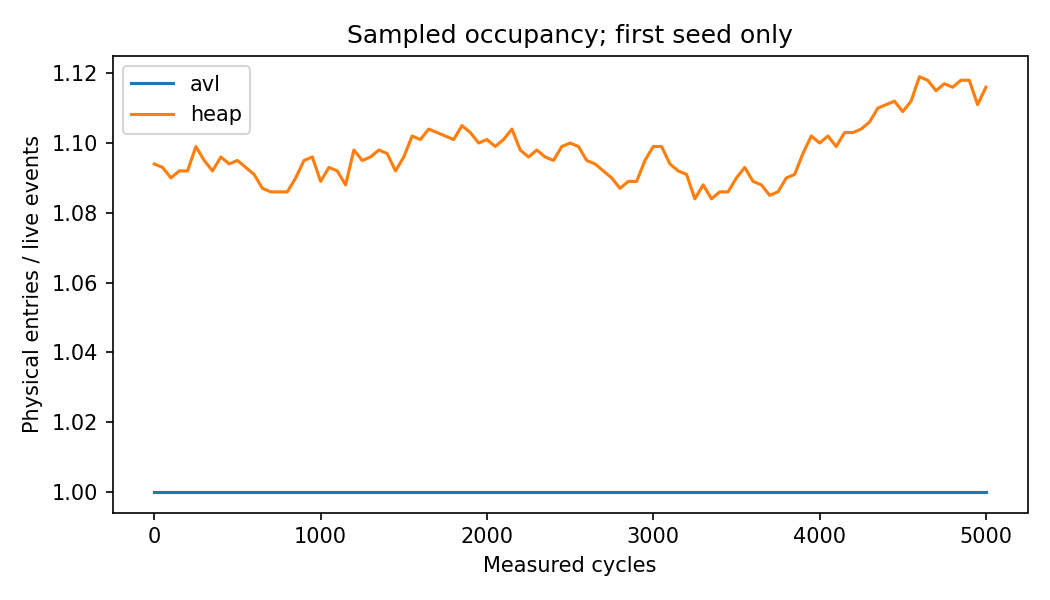 Sampled occupancy; first seed only
avl
heap
Physical entries / live events
1.12
1.10
1.08
1.06
1.04
1.02
1.00
0
1000
2000
3000
4000
5000
Measured cycles